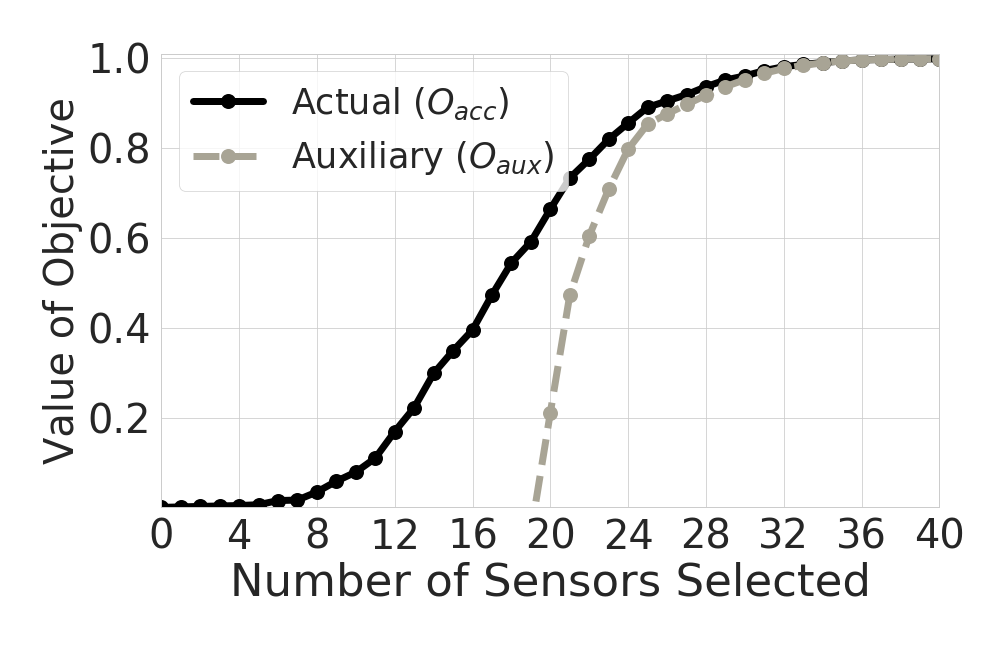 1.0
0.8
0.6
0.4
0.2
Value of Objective
Actual (O_acc)
Auxiliary (O_aux)
0 4 8 12 16 20 24 28 32 36 40
Number of Sensors Selected